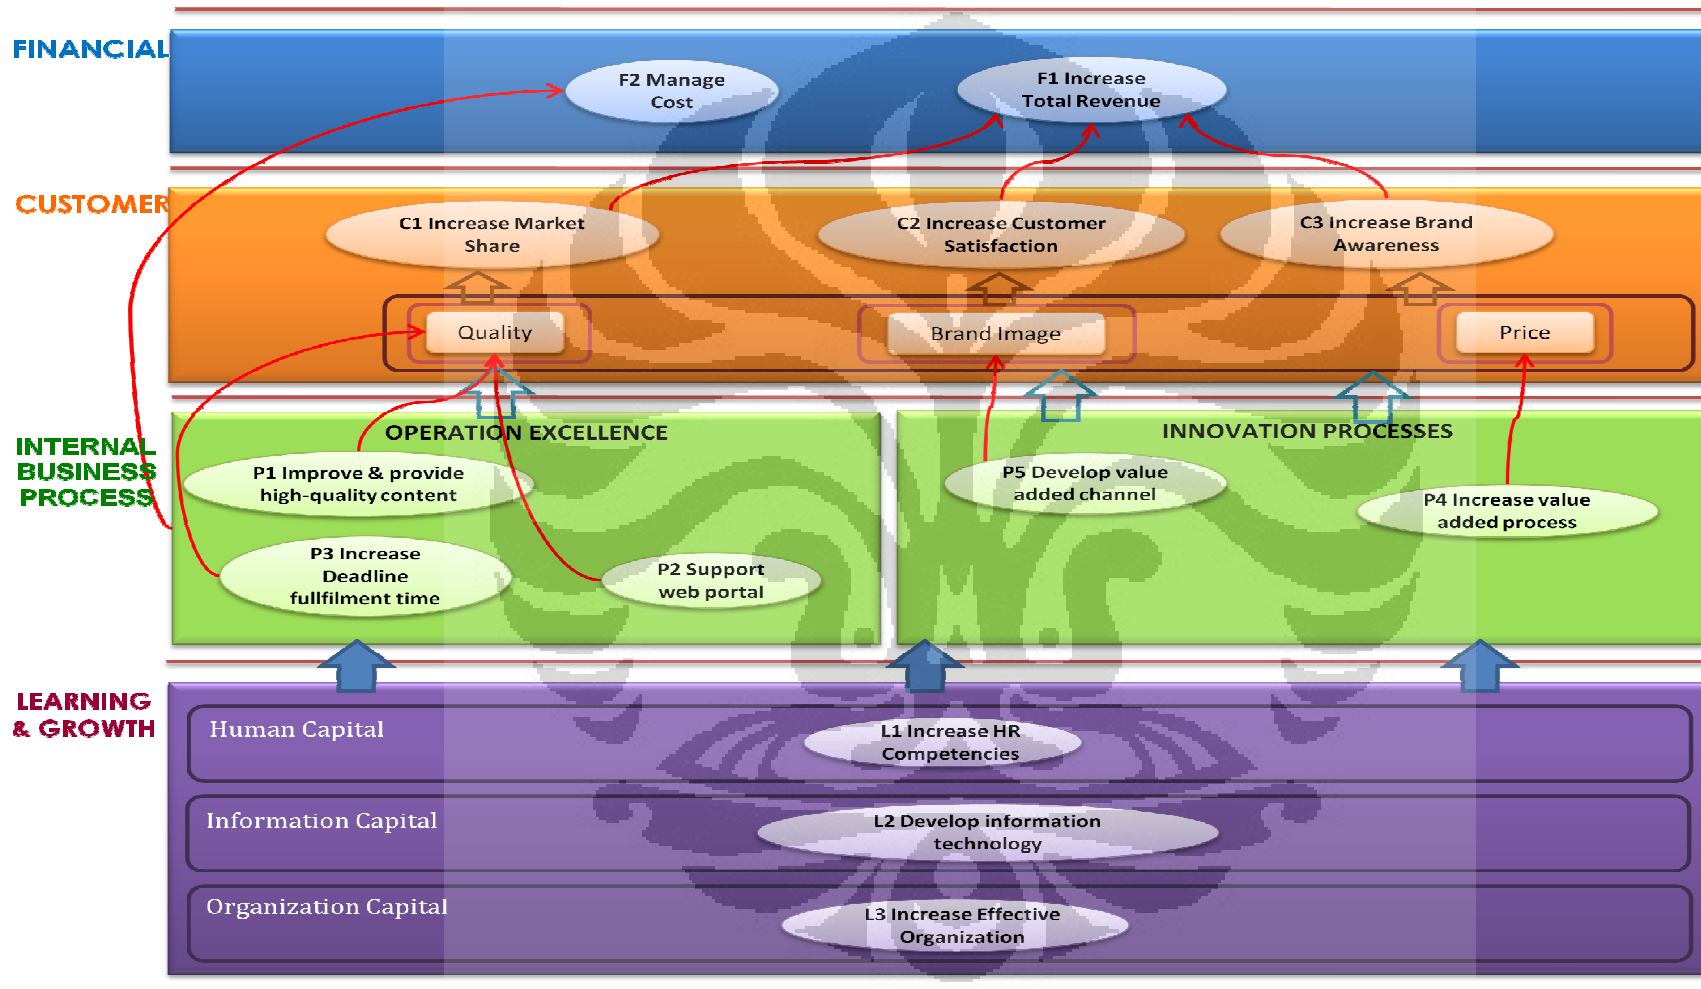 FINANCIAL
F2 Manage
Cost
F1 Increase
Total Revenue
CUSTOMER
C1 Increase Market
Share
C2 Increase Customer
Satisfaction
C3 Increase Brand
Awareness
Quality
Brand Image
Price
INTERNAL
BUSINESS
PROCESS
OPERATION EXCELLENCE
P1 Improve & provide
high-quality content
P3 Increase
Deadline
fullfilment time
P2 Support
web portal
INNOVATION PROCESSES
P5 Develop value
added channel
P4 Increase value
added process
LEARNING
& GROWTH
Human Capital
L1 Increase HR
Competencies
Information Capital
L2 Develop information
technology
Organization Capital
L3 Increase Effective
Organization